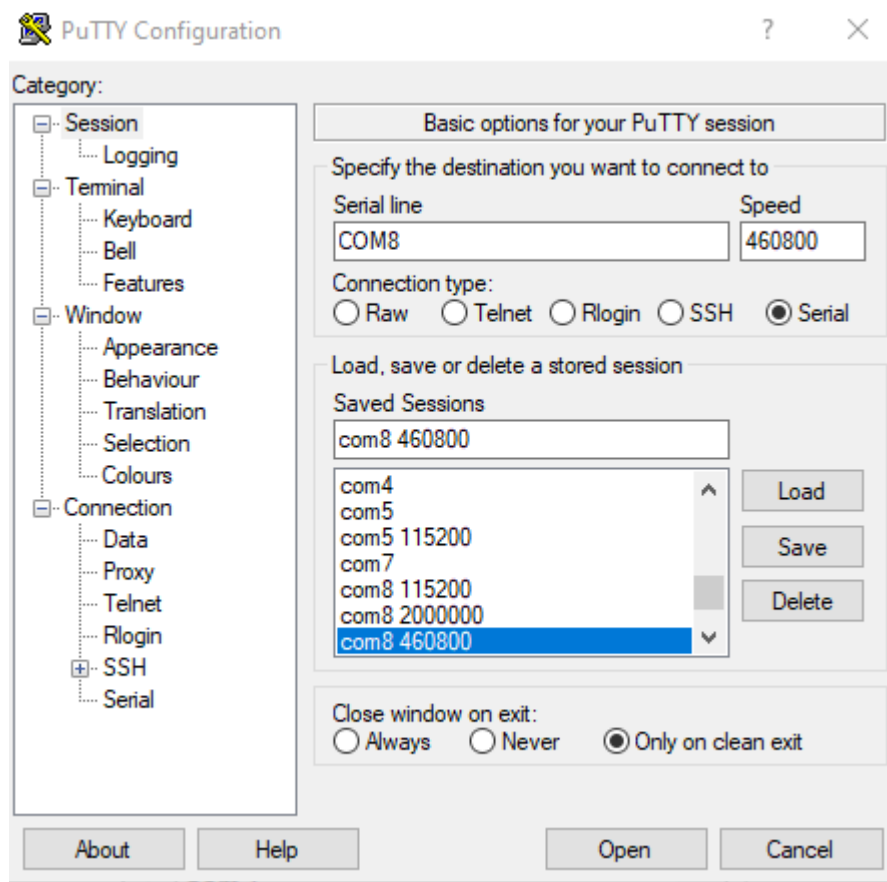 PuTTY Configuration ?
Category:
Session
Logging
Terminal
Keyboard
Bell
Features
Window
Appearance
Behaviour
Translation
Selection
Colours
Connection
Data
Proxy
Telnet
Rlogin
SSH
Serial
Basic options for your PuTTY session
Specify the destination you want to connect to
Serial line Speed
COM8 460800
Connection type:
Raw Telnet Rlogin SSH Serial
Load, save or delete a stored session
Saved Sessions
com8 460800
com4
com5
com5 115200
com7
com8 115200
com8 2000000
com8 460800
Load
Save
Delete
Close window on exit:
Always Never Only on clean exit
About Help Open Cancel